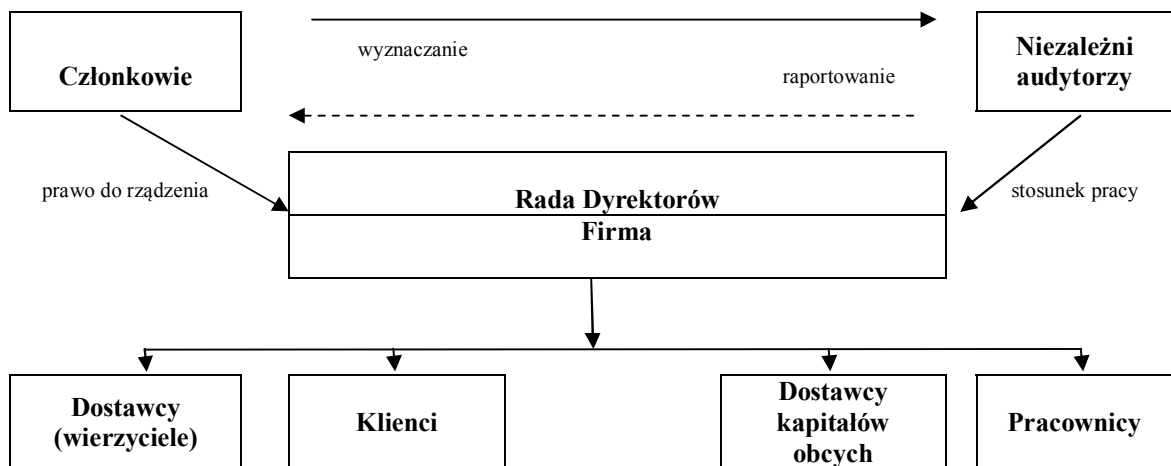 Członkowie
wyznaczanie
Niezależni
audytorzy
raportowanie
prawo do rządzenia
Rada Dyrektorów
Firma
stosunek pracy
Dostawcy
(wierzyciele)
Klienci
Dostawcy
kapitałów
obcych
Pracownicy